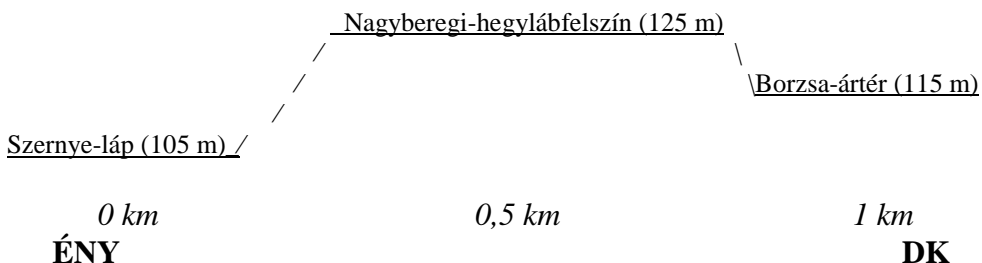 Nagyberegi-hegylábfelszín (125 m)
Borzsa-ártér (115 m)
Szernye-láp (105 m)
0 km 0,5 km 1 km
ÉNY DK